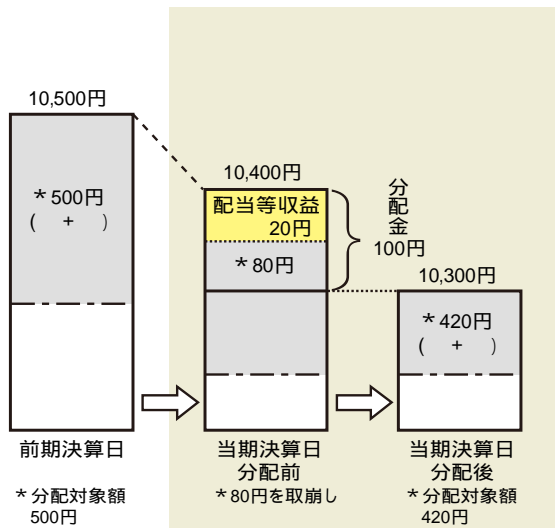 10,500円
*500円
( + )
前期決算日
*分配対象額
500円
10,400円
配当等収益
20円
*80円
分配金
100円
当期決算日
分配前
*80円を取崩し
10,300円
*420円
( + )
当期決算日
分配後
*分配対象額
420円